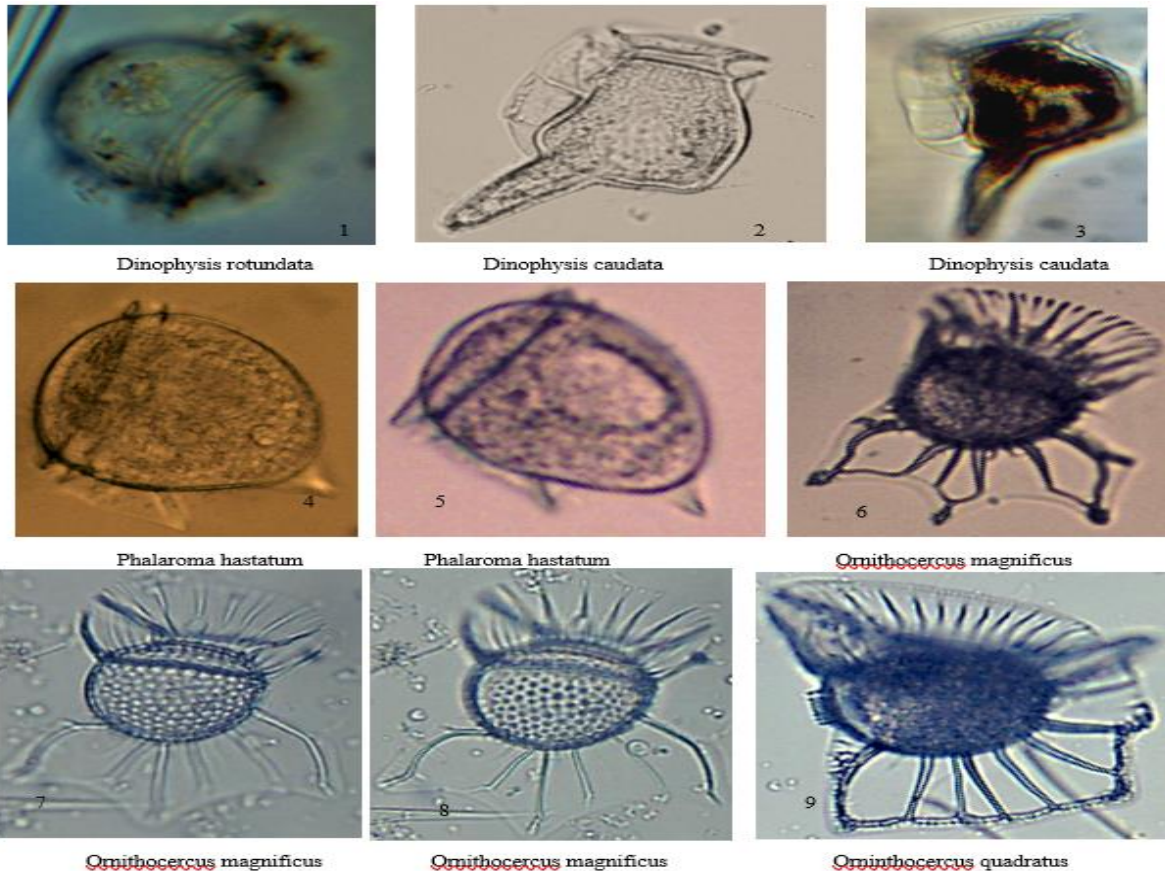 1 2 3
Dinophysis rotundata Dinophysis caudata Dinophysis caudata
4 5 6
Phalaroma hastatum Phalaroma hastatum Ornithocercus magnificus
7 8 9
Ornithocercus magnificus Ornithocercus magnificus Orninthocercus quadratus